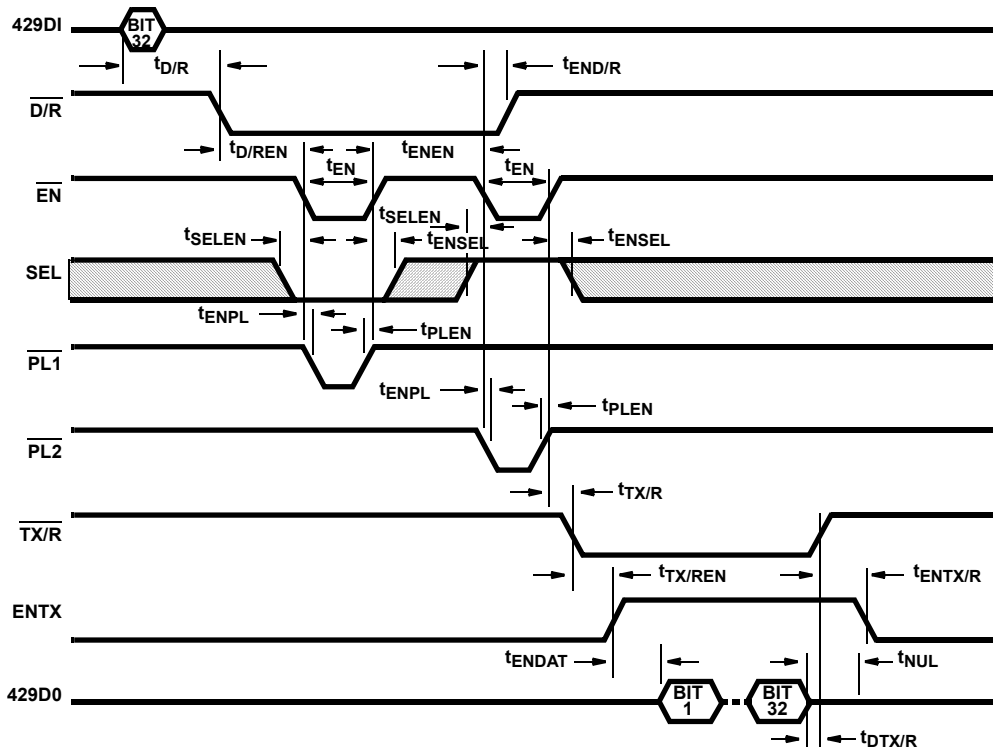 429DI
BIT
32
tD/R
tEND/R
D/R
tD/REN
tENEN
tEN
tEN
EN
tSELEN
tSELEN
tENSEL
tENSEL
SEL
tENPL
tPLEN
PL1
tENPL
tPLEN
PL2
tTX/R
TX/R
tTX/REN
tENTX/R
ENTX
tENDAT
tNUL
429D0
BIT
1
BIT
32
tDTX/R